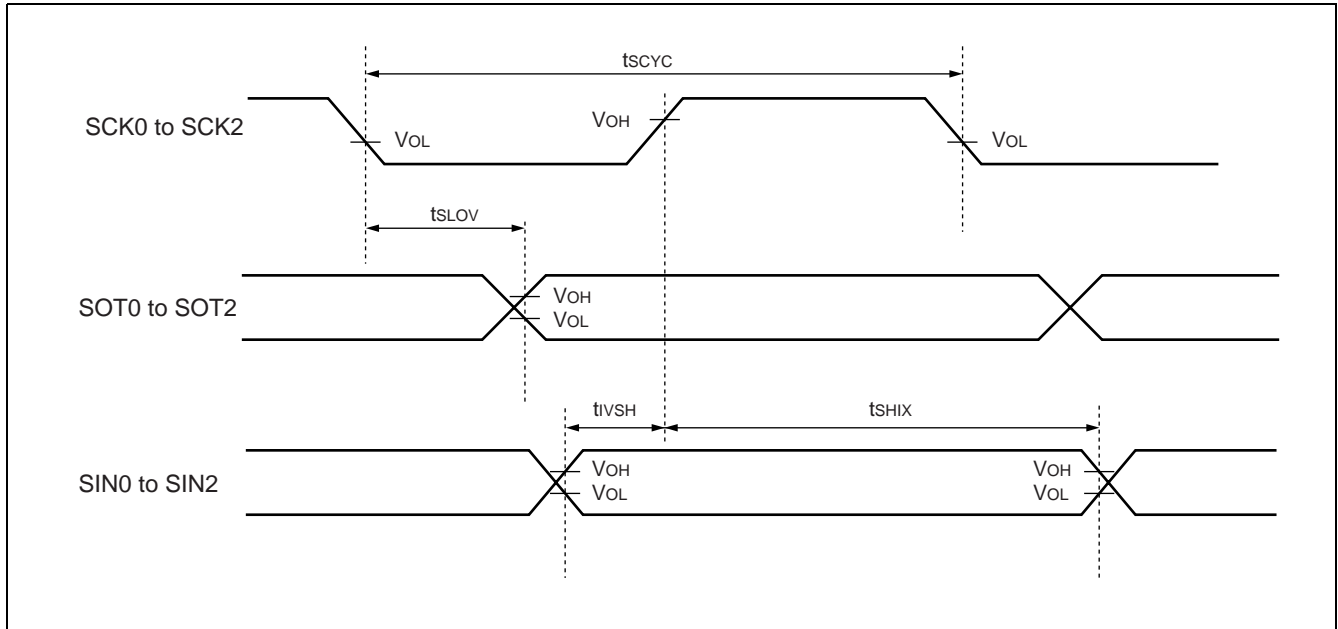 tSCYC
SCK0 to SCK2
VOL
VOH
VOL
tSLOV
SOT0 to SOT2
VOH
VOL
tIVSH
tSHIX
SIN0 to SIN2
VOH
VOL
VOH
VOL